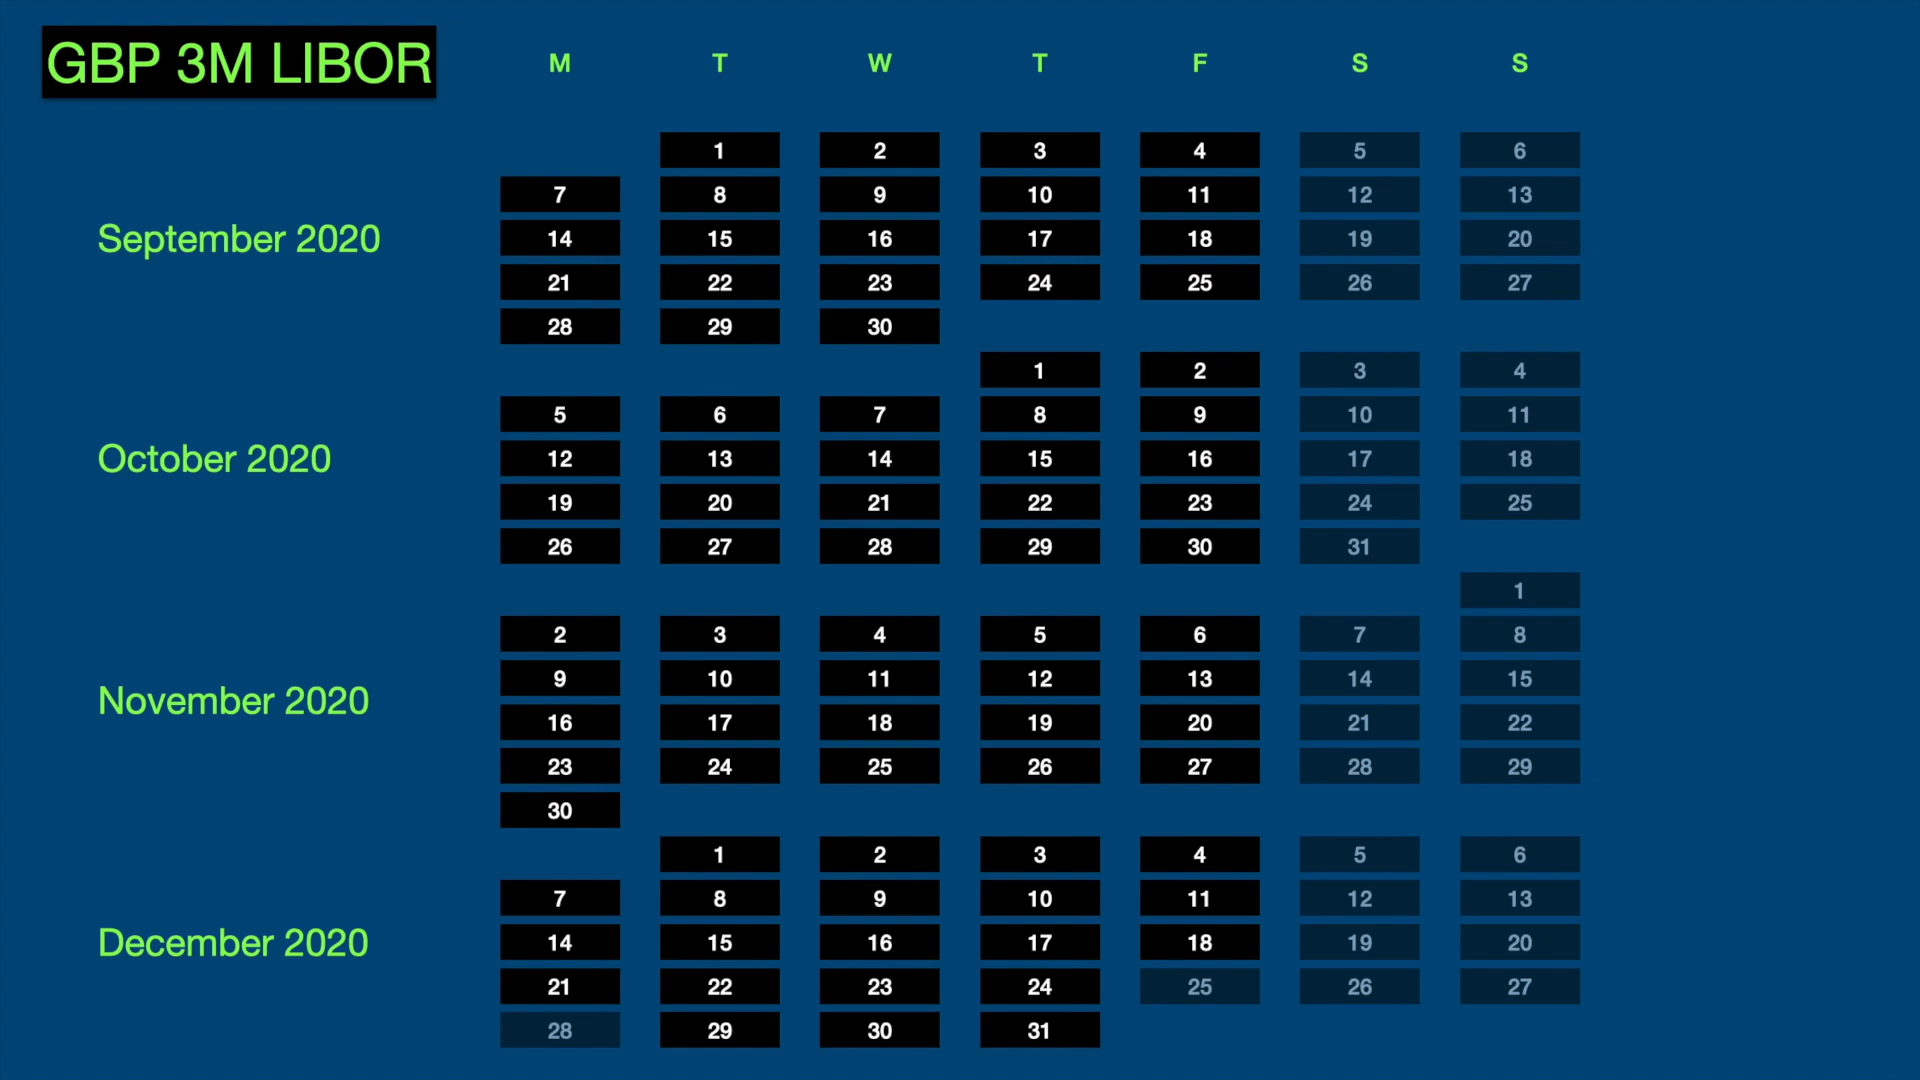 GBP 3M LIBOR M T W T F S S
1 2 3 4 5 6
7 8 9 10 11 12 13
September 2020 14 15 16 17 18 19 20
21 22 23 24 25 26 27
28 29 30
1 2 3 4
5 6 7 8 9 10 11
October 2020 12 13 14 15 16 17 18
19 20 21 22 23 24 25
26 27 28 29 30 31
1
2 3 4 5 6 7 8
9 10 11 12 13 14 15
November 2020 16 17 18 19 20 21 22
23 24 25 26 27 28 29
30
1 2 3 4 5 6
7 8 9 10 11 12 13
December 2020 14 15 16 17 18 19 20
21 22 23 24 25 26 27
28 29 30 31